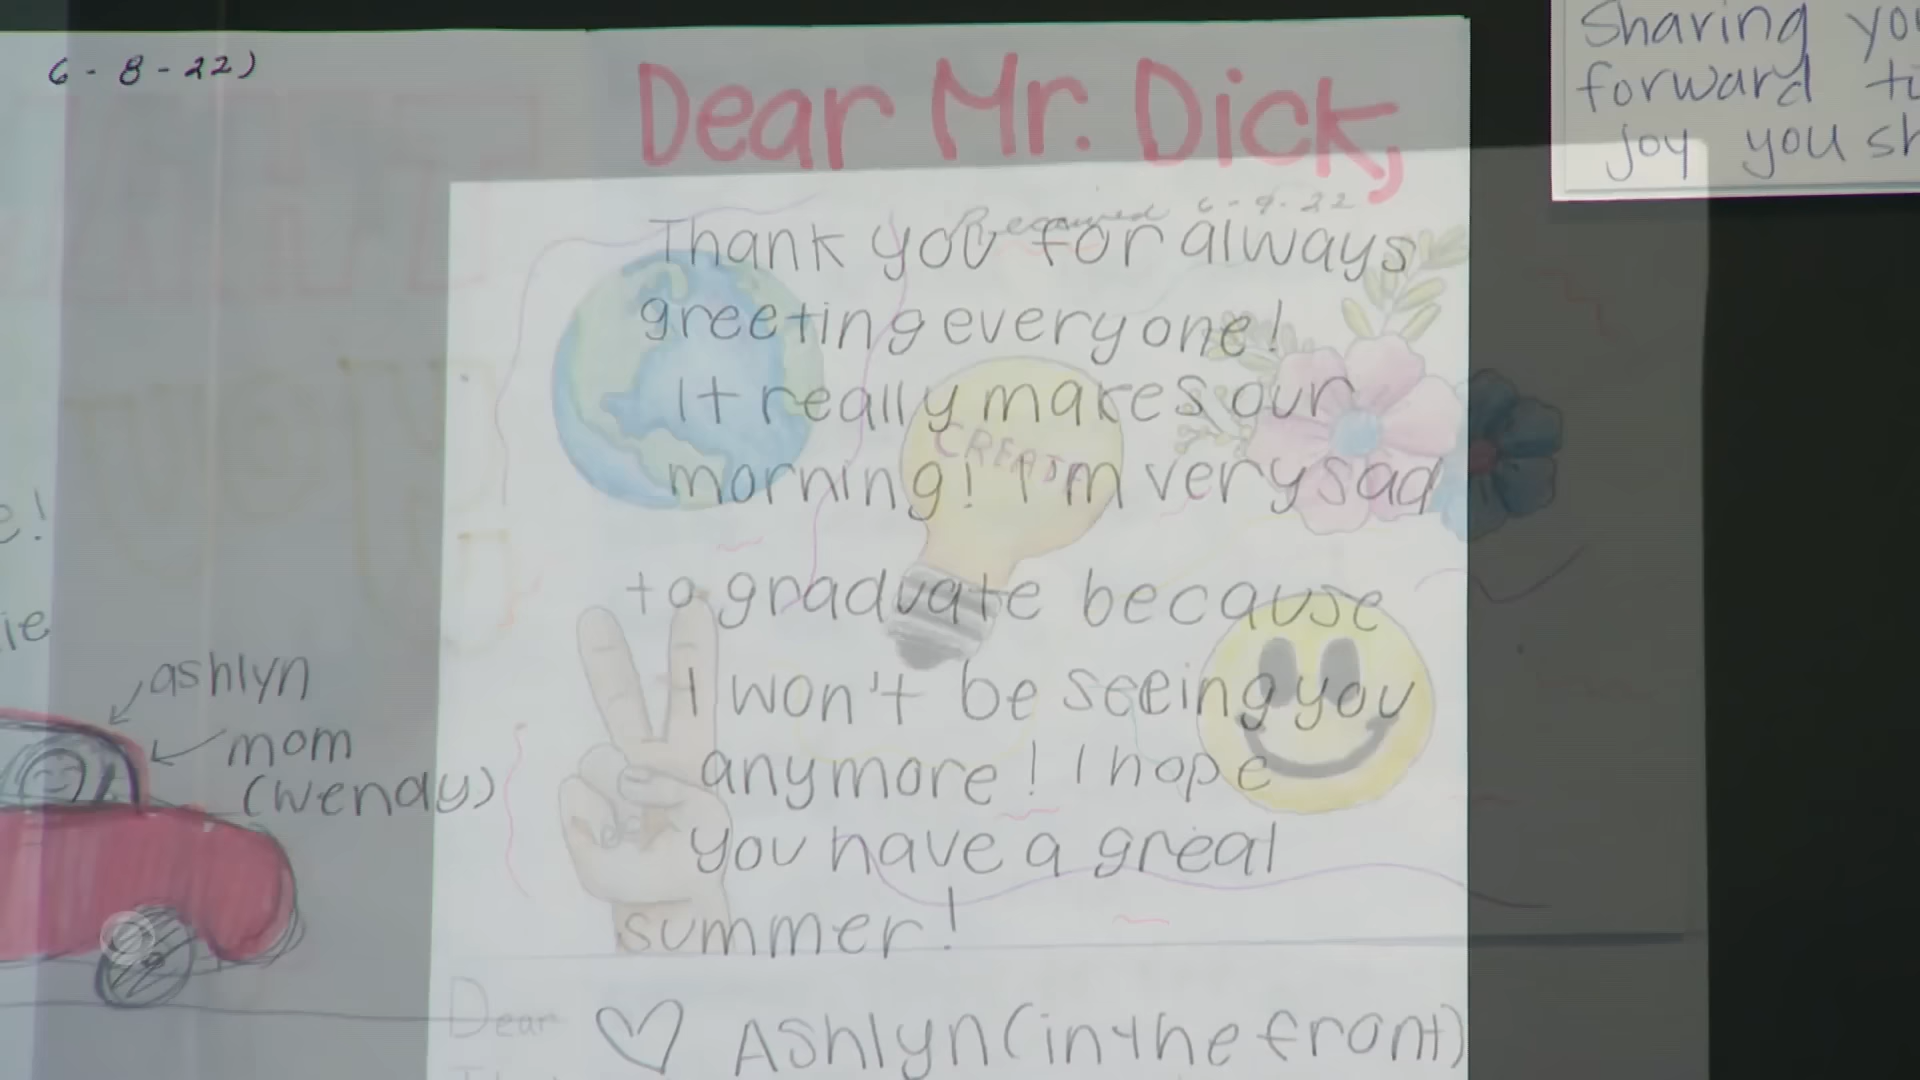 6-8-22)
Dear Mr. Dick,
Received 6-9-22
Thank you for always
greeting everyone!
It really makes our
morning! I'm very sad
to graduate because
I won't be seeing you
anymore! I hope
you have a great
summer!
♡ Ashlyn (in the front)
CREATE
ashlyn
mom
(wendy)
Dear
Sharing
forward
joy you